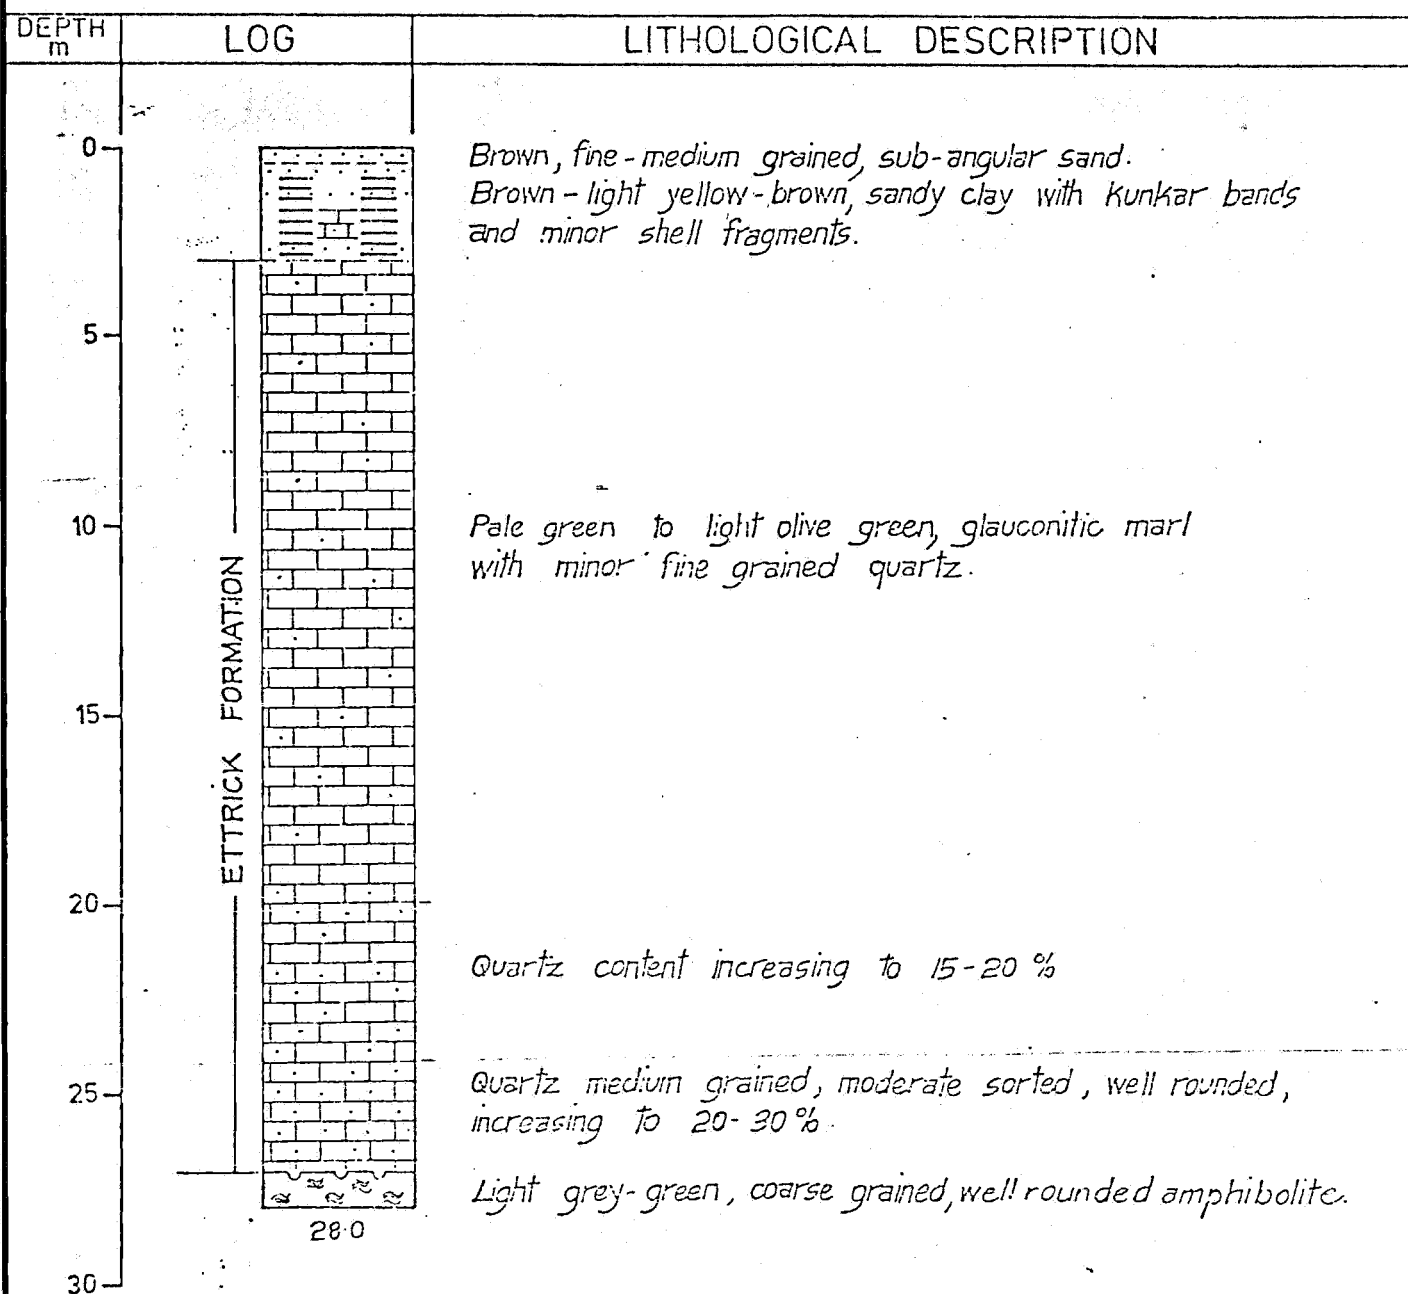 DEPTH
m
LOG
LITHOLOGICAL DESCRIPTION
0
Brown, fine-medium grained, sub-angular sand.
Brown-light yellow-brown, sandy clay with Kunkar bands
and minor shell fragments.
5
10
Pale green to light olive green, glauconitic marl
with minor fine grained quartz.
ETTRICK FORMATION
15
20
Quartz content increasing to 15-20 %
25
Quartz medium grained, moderate sorted, well rounded,
increasing to 20-30%.
Light grey-green, coarse grained, well rounded amphibolite.
28·0
30